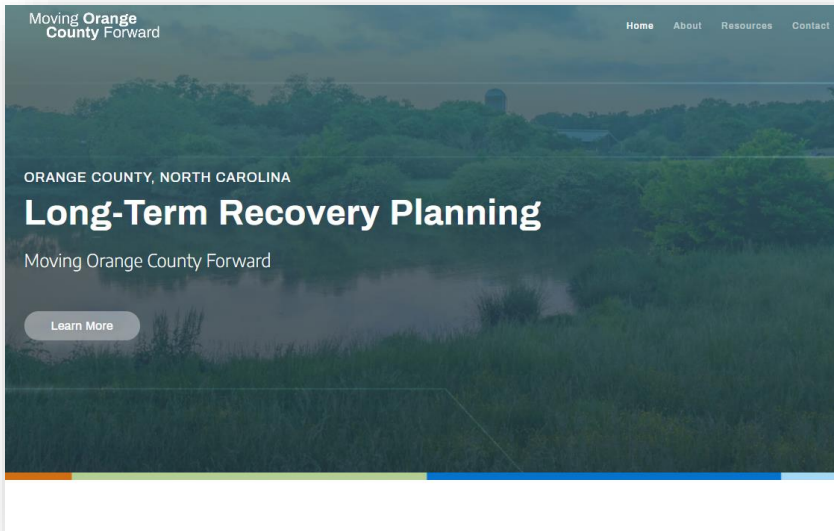 Moving Orange
County Forward
Home About Resources Contact
ORANGE COUNTY, NORTH CAROLINA
Long-Term Recovery Planning
Moving Orange County Forward
Learn More